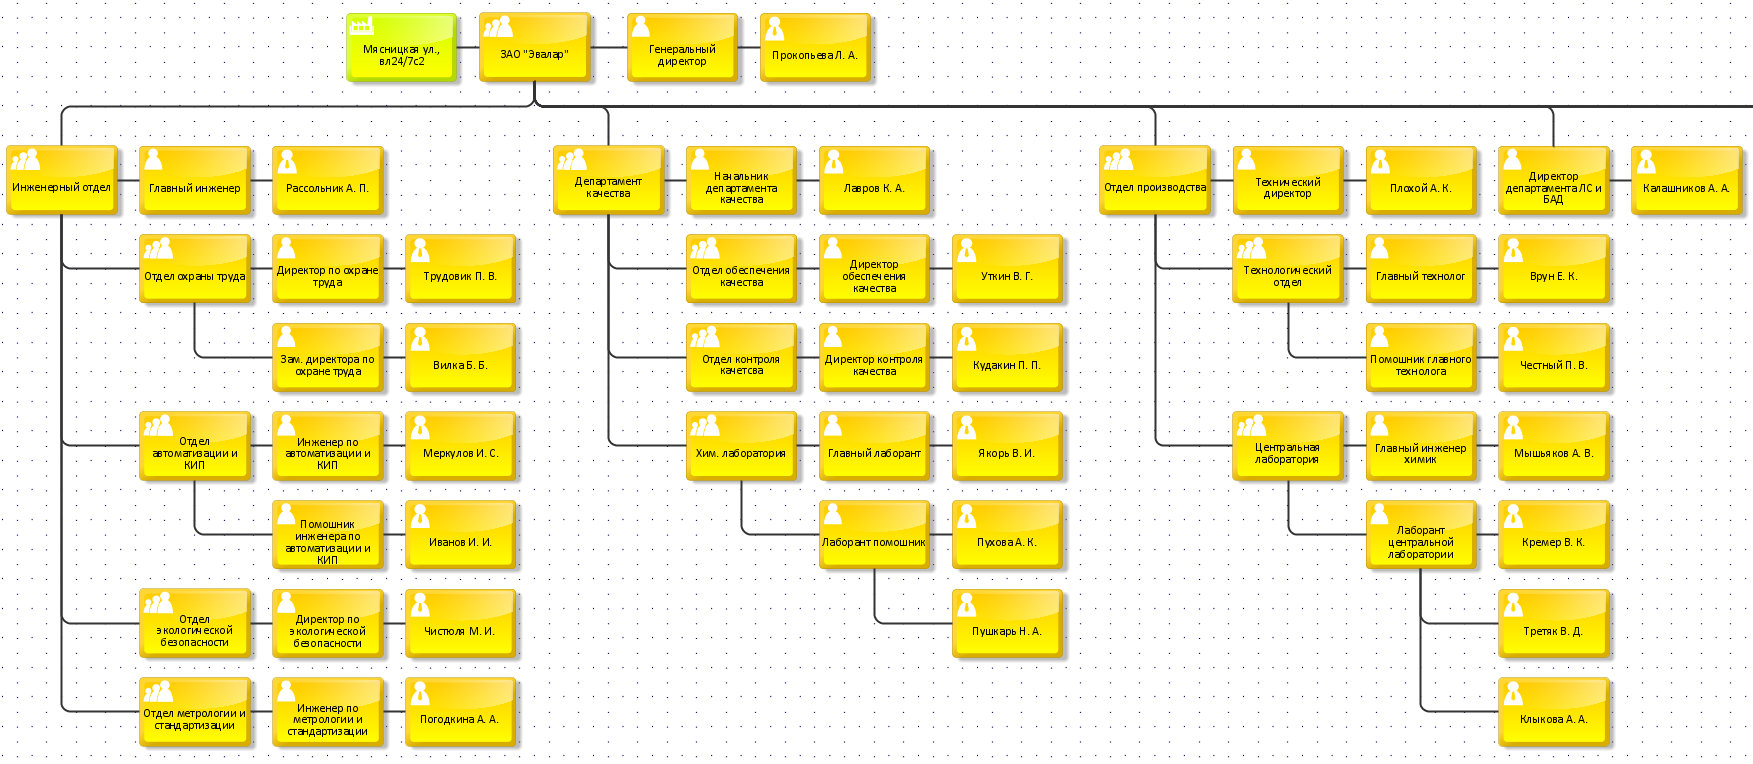 Мясницкая ул.,
вл24/7с2
ЗАО "Эвалар"
Генеральный
директор
Прокопьева Л. А.
Инженерный отдел
Главный инженер
Рассольник А. П.
Департамент
качества
Начальник
департамента
качества
Лавров К. А.
Отдел производства
Технический
директор
Плохой А. К.
Директор
департамента ЛС и
БАД
Калашников А. А.
Отдел охраны труда
Директор по охране
труда
Трудовик П. В.
Отдел обеспечения
качества
Директор
обеспечения
качества
Уткин В. Г.
Технологический
отдел
Главный технолог
Врун Е. К.
Зам. директора по
охране труда
Вилка Б. Б.
Отдел контроля
качетсва
Директор контроля
качества
Кудакин П. П.
Помошник главного
технолога
Честный П. В.
Отдел
автоматизации и
КИП
Инженер по
автоматизации и
КИП
Меркулов И. С.
Хим. лаборатория
Главный лаборант
Якорь В. И.
Центральная
лаборатория
Главный инженер
химик
Мышьяков А. В.
Помошник
инженера по
автоматизации и
КИП
Иванов И. И.
Лаборант помошник
Пухова А. К.
Лаборант
центральной
лаборатории
Кремер В. К.
Отдел
экологической
безопасности
Директор по
экологической
безопасности
Чистюля М. И.
Пушкарь Н. А.
Третяк В. Д.
Отдел метрологии и
стандартизации
Инженер по
метрологии и
стандартизации
Погодкина А. А.
Клыкова А. А.